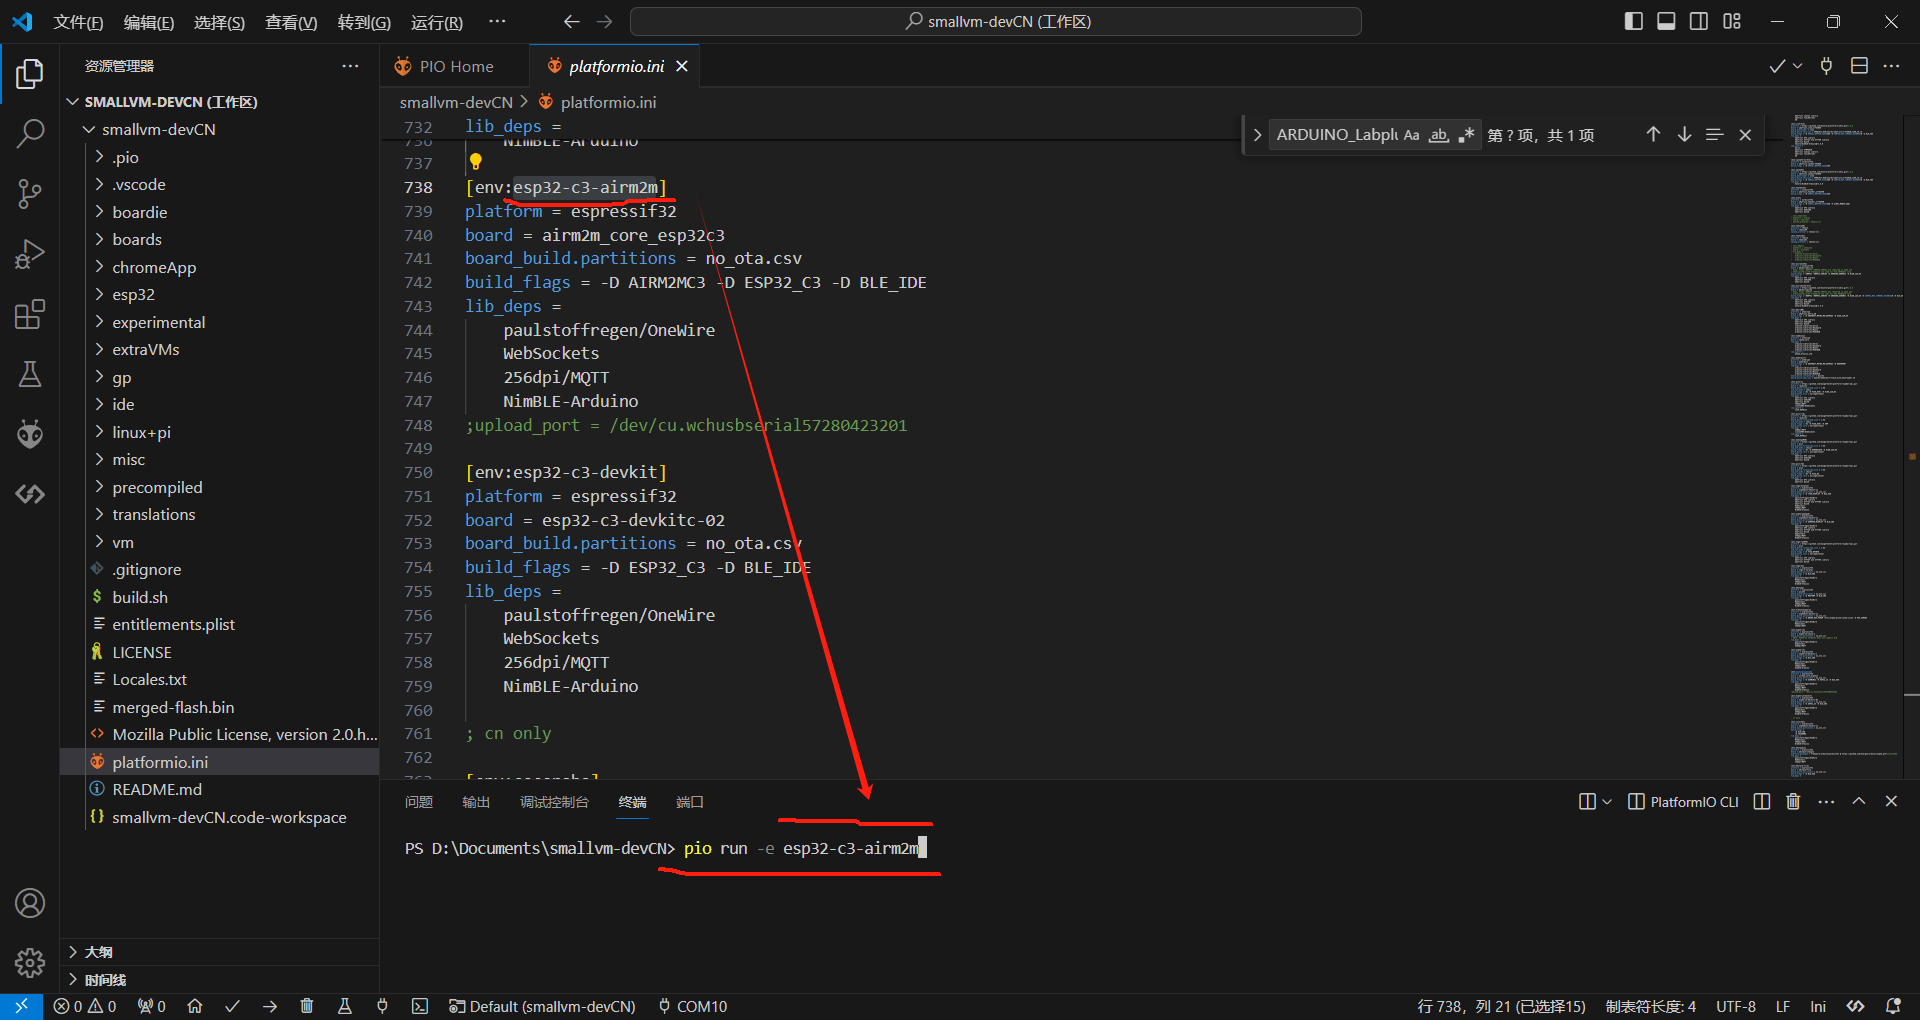 文件(F) 编辑(E) 选择(S) 查看(V) 转到(G) 运行(R) ··· smallvm-devCN (工作区)
资源管理器
PIO Home platformio.ini
SMALLVM-DEVCN (工作区)
smallvm-devCN
.pio
.vscode
boardie
boards
chromeApp
esp32
experimental
extraVMs
gp
ide
linux+pi
misc
precompiled
translations
vm
.gitignore
build.sh
entitlements.plist
LICENSE
Locales.txt
merged-flash.bin
Mozilla Public License, version 2.0.h...
platformio.ini
README.md
smallvm-devCN.code-workspace
大纲
时间线
smallvm-devCN > platformio.ini
ARDUINO_Labplu Aa ab 第 ? 项，共 1 项
732 lib_deps =
736 NimBLE-Arduino
737
738 [env:esp32-c3-airm2m]
739 platform = espressif32
740 board = airm2m_core_esp32c3
741 board_build.partitions = no_ota.csv
742 build_flags = -D AIRM2MC3 -D ESP32_C3 -D BLE_IDE
743 lib_deps =
744 paulstoffregen/OneWire
745 WebSockets
746 256dpi/MQTT
747 NimBLE-Arduino
748 ;upload_port = /dev/cu.wchusbserial57280423201
749
750 [env:esp32-c3-devkit]
751 platform = espressif32
752 board = esp32-c3-devkitc-02
753 board_build.partitions = no_ota.csv
754 build_flags = -D ESP32_C3 -D BLE_IDE
755 lib_deps =
756 paulstoffregen/OneWire
757 WebSockets
758 256dpi/MQTT
759 NimBLE-Arduino
760
761 ; cn only
762
问题 输出 调试控制台 终端 端口 PlatformIO CLI
PS D:\Documents\smallvm-devCN> pio run -e esp32-c3-airm2m
0 0 0 Default (smallvm-devCN) COM10 行 738，列 21 (已选择15) 制表符长度: 4 UTF-8 LF Ini